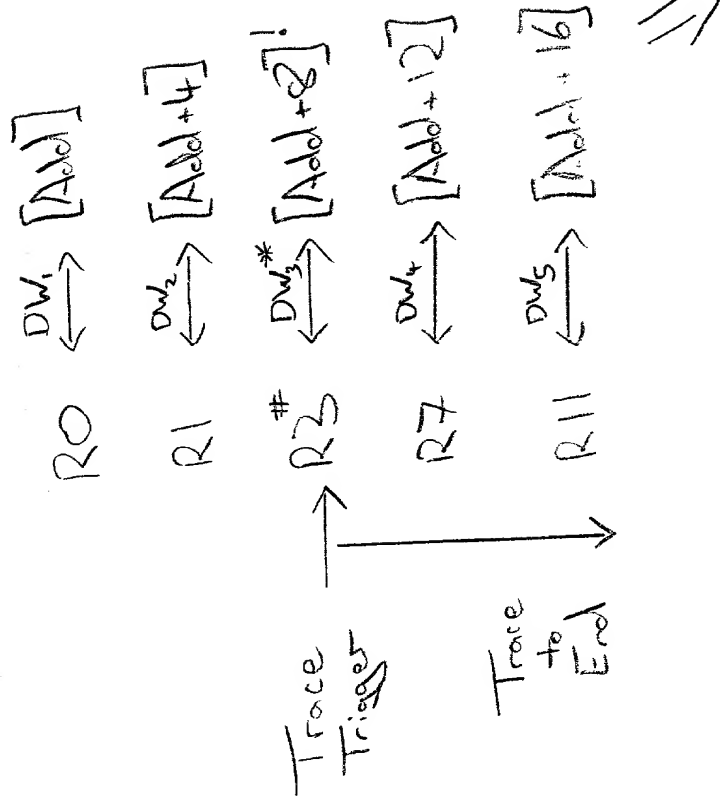 R0 DW₁ [Add]
R1 DW₂ [Add+4]
R3# DW₃* [Add+8]!
R7 DW₄ [Add+12]
R11 DW₅ [Add+16]
Trace
Trigger
Trace
to
End